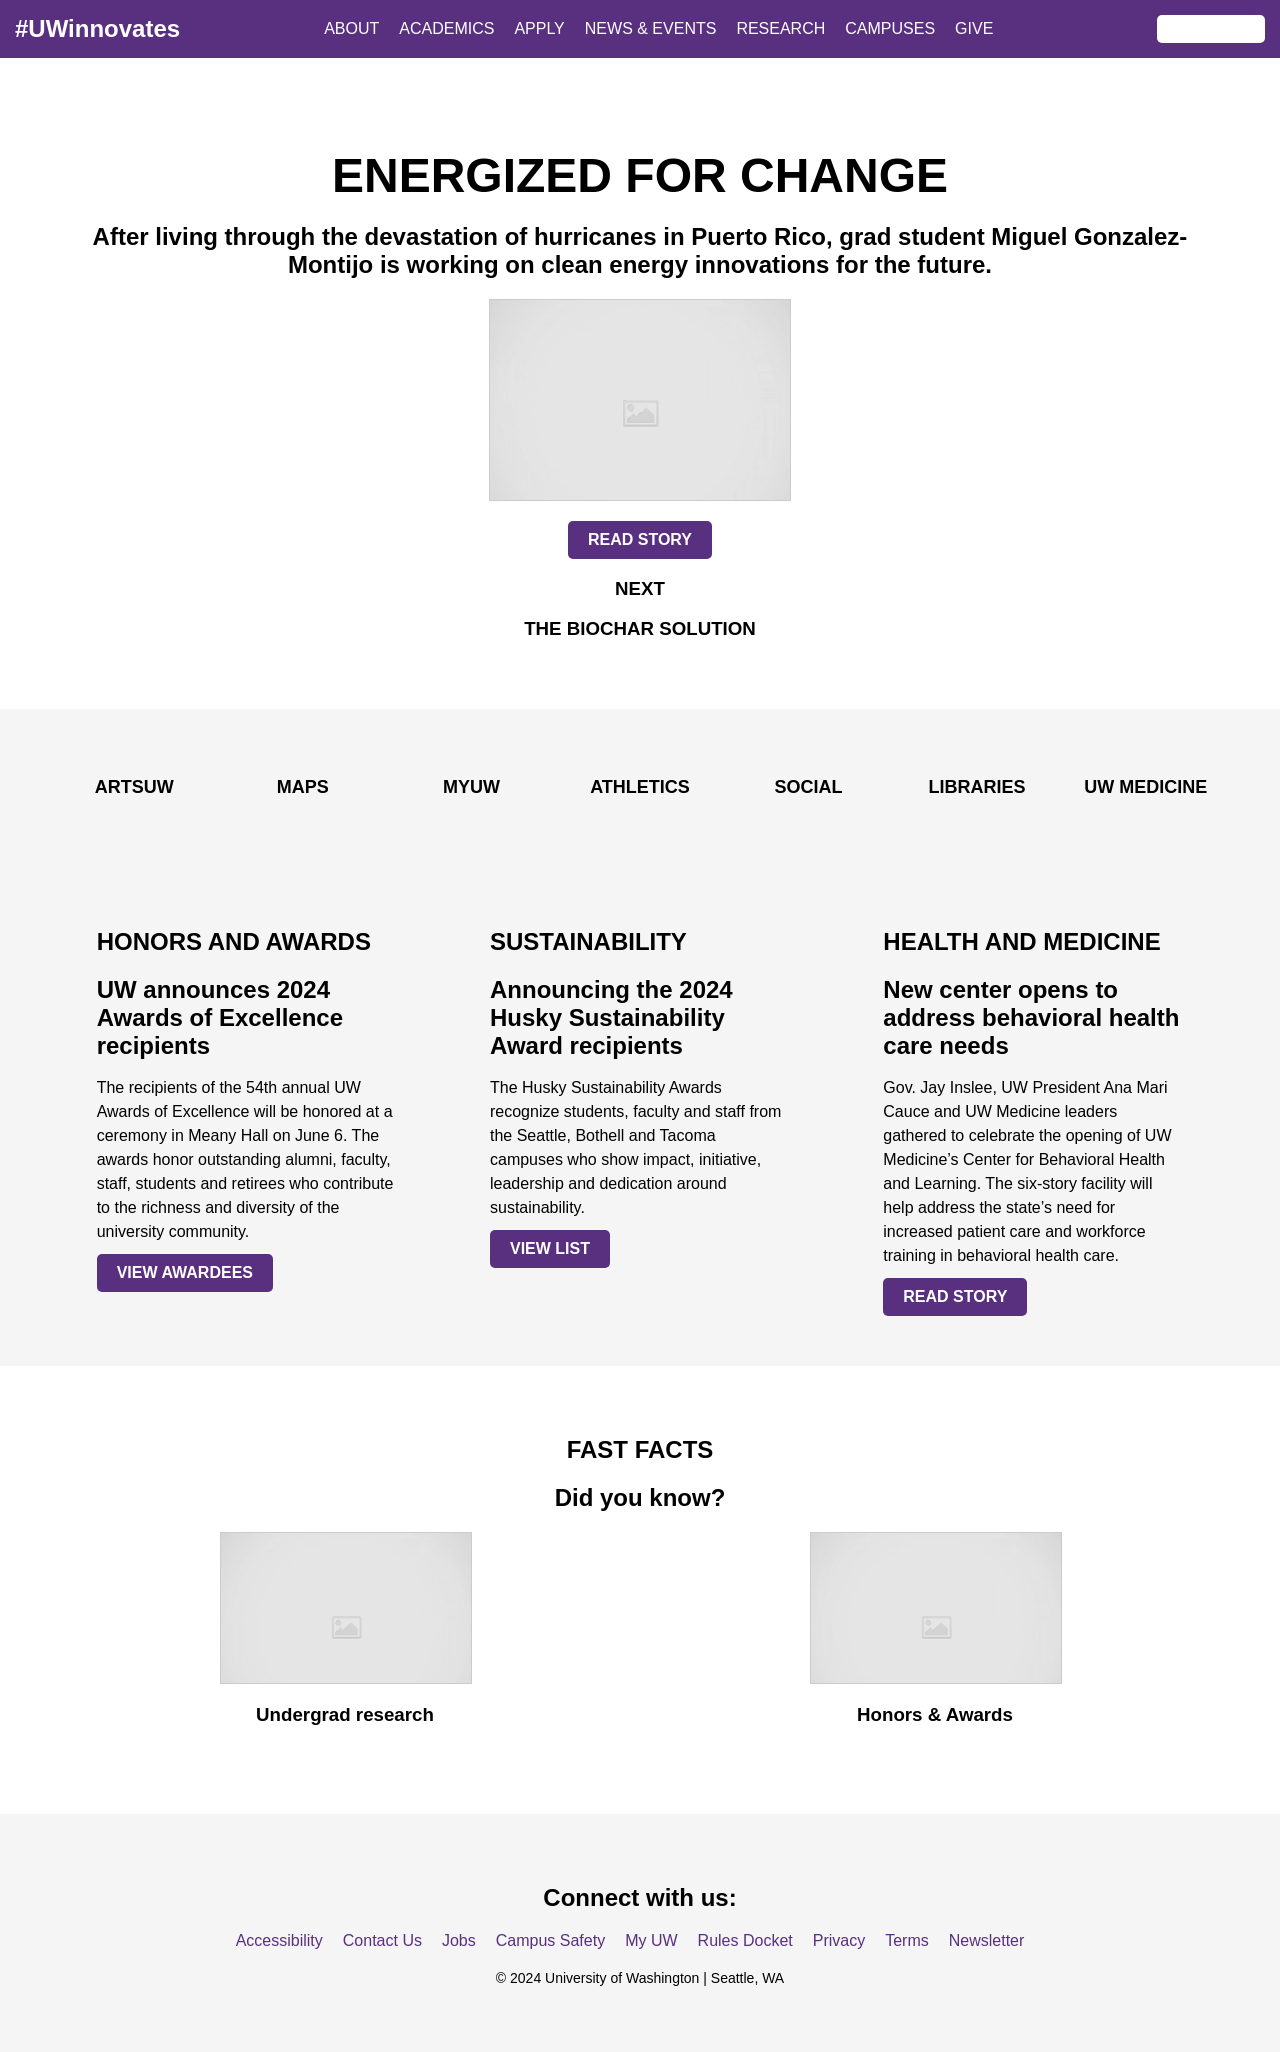 #UWinnovates
ABOUT ACADEMICS APPLY NEWS & EVENTS RESEARCH CAMPUSES GIVE
ENERGIZED FOR CHANGE
After living through the devastation of hurricanes in Puerto Rico, grad student Miguel Gonzalez-
Montijo is working on clean energy innovations for the future.
READ STORY
NEXT
THE BIOCHAR SOLUTION
ARTSUW MAPS MYUW ATHLETICS SOCIAL LIBRARIES UW MEDICINE
HONORS AND AWARDS
UW announces 2024
Awards of Excellence
recipients
The recipients of the 54th annual UW
Awards of Excellence will be honored at a
ceremony in Meany Hall on June 6. The
awards honor outstanding alumni, faculty,
staff, students and retirees who contribute
to the richness and diversity of the
university community.
VIEW AWARDEES
SUSTAINABILITY
Announcing the 2024
Husky Sustainability
Award recipients
The Husky Sustainability Awards
recognize students, faculty and staff from
the Seattle, Bothell and Tacoma
campuses who show impact, initiative,
leadership and dedication around
sustainability.
VIEW LIST
HEALTH AND MEDICINE
New center opens to
address behavioral health
care needs
Gov. Jay Inslee, UW President Ana Mari
Cauce and UW Medicine leaders
gathered to celebrate the opening of UW
Medicine’s Center for Behavioral Health
and Learning. The six-story facility will
help address the state’s need for
increased patient care and workforce
training in behavioral health care.
READ STORY
FAST FACTS
Did you know?
Undergrad research
Honors & Awards
Connect with us:
Accessibility Contact Us Jobs Campus Safety My UW Rules Docket Privacy Terms Newsletter
© 2024 University of Washington | Seattle, WA